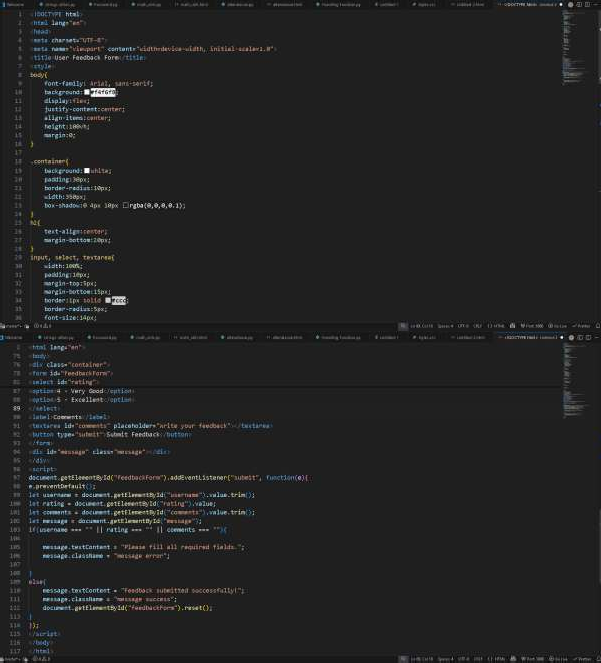 <!DOCTYPE html>
<html lang="en">
<head>
<meta charset="UTF-8">
<meta name="viewport" content="width=device-width, initial-scale=1.0">
<title>User Feedback Form</title>
<style>
body{
font-family: Arial, sans-serif;
background:#f4f6f8;
display:flex;
justify-content:center;
align-items:center;
height:100vh;
margin:0;
}
.container{
background:white;
padding:30px;
border-radius:10px;
width:350px;
box-shadow:0 4px 10px rgba(0,0,0,0.1);
}
h2{
text-align:center;
margin-bottom:20px;
}
input, select, textarea{
width:100%;
padding:10px;
margin-top:5px;
margin-bottom:15px;
border:1px solid #ccc;
border-radius:5px;
font-size:14px;
<html lang="en">
<body>
<div class="container">
<form id="feedbackForm">
<select id="rating">
<option>4 - Very Good</option>
<option>5 - Excellent</option>
</select>
<label>Comments</label>
<textarea id="comments" placeholder="write your feedback"></textarea>
<button type="submit">Submit Feedback</button>
</form>
<div id="message" class="message"></div>
</div>
<script>
document.getElementById("feedbackForm").addEventListener("submit", function(e){
e.preventDefault();
let username = document.getElementById("username").value.trim();
let rating = document.getElementById("rating").value;
let comments = document.getElementById("comments").value.trim();
let message = document.getElementById("message");
if(username === "" || rating === "" || comments === ""){
message.textContent = "Please fill all required fields.";
message.className = "message error";
}
else{
message.textContent = "Feedback submitted successfully!";
message.className = "message success";
document.getElementById("feedbackForm").reset();
}
});
</script>
</body>
</html>